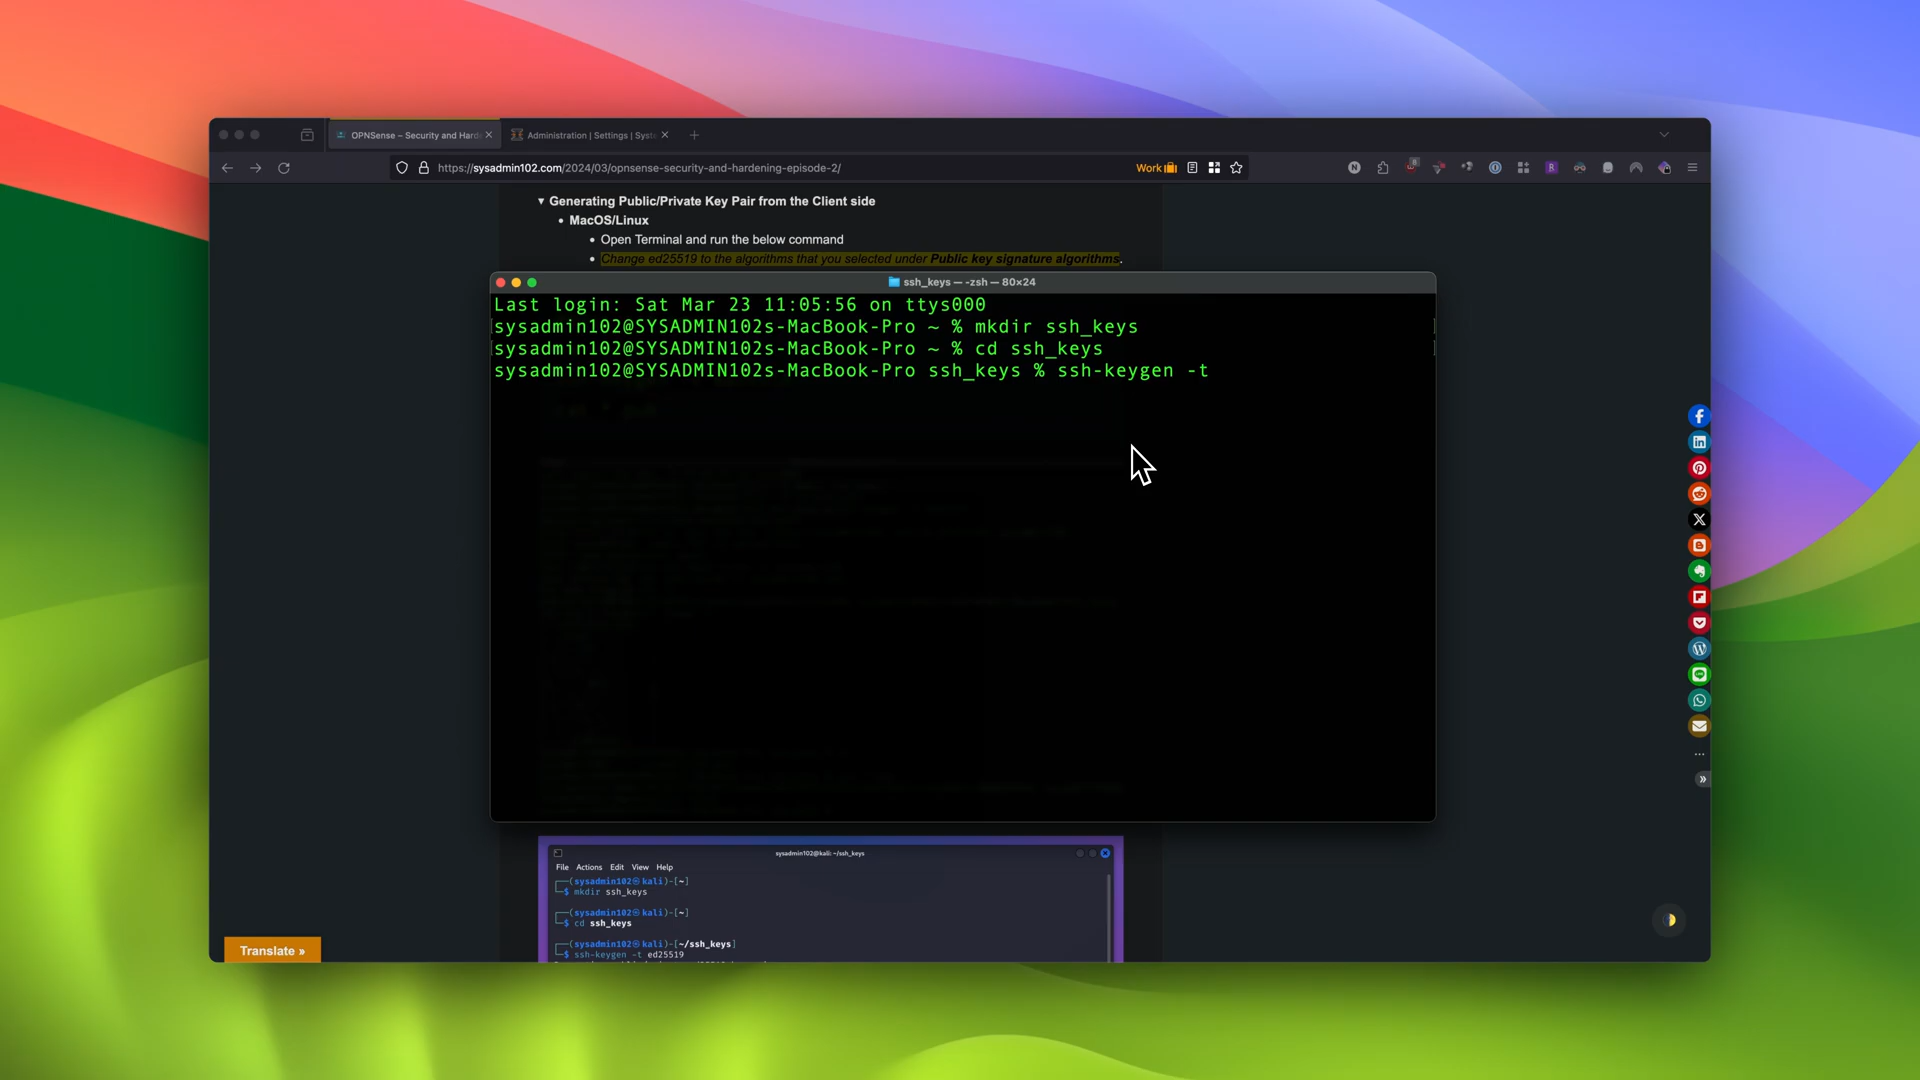 OPNSense – Security and Hard
Administration | Settings | Syst
https://sysadmin102.com/2024/03/opnsense-security-and-hardening-episode-2/
Work
Generating Public/Private Key Pair from the Client side
MacOS/Linux
Open Terminal and run the below command
Change ed25519 to the algorithms that you selected under Public key signature algorithms.
ssh_keys — -zsh — 80×24
Last login: Sat Mar 23 11:05:56 on ttys000
sysadmin102@SYSADMIN102s-MacBook-Pro ~ % mkdir ssh_keys
sysadmin102@SYSADMIN102s-MacBook-Pro ~ % cd ssh_keys
sysadmin102@SYSADMIN102s-MacBook-Pro ssh_keys % ssh-keygen -t
sysadmin102@kali: ~/ssh_keys
File Actions Edit View Help
(sysadmin102㉿kali)-[~]
$ mkdir ssh_keys
(sysadmin102㉿kali)-[~]
$ cd ssh_keys
(sysadmin102㉿kali)-[~/ssh_keys]
$ ssh-keygen -t ed25519
Translate »